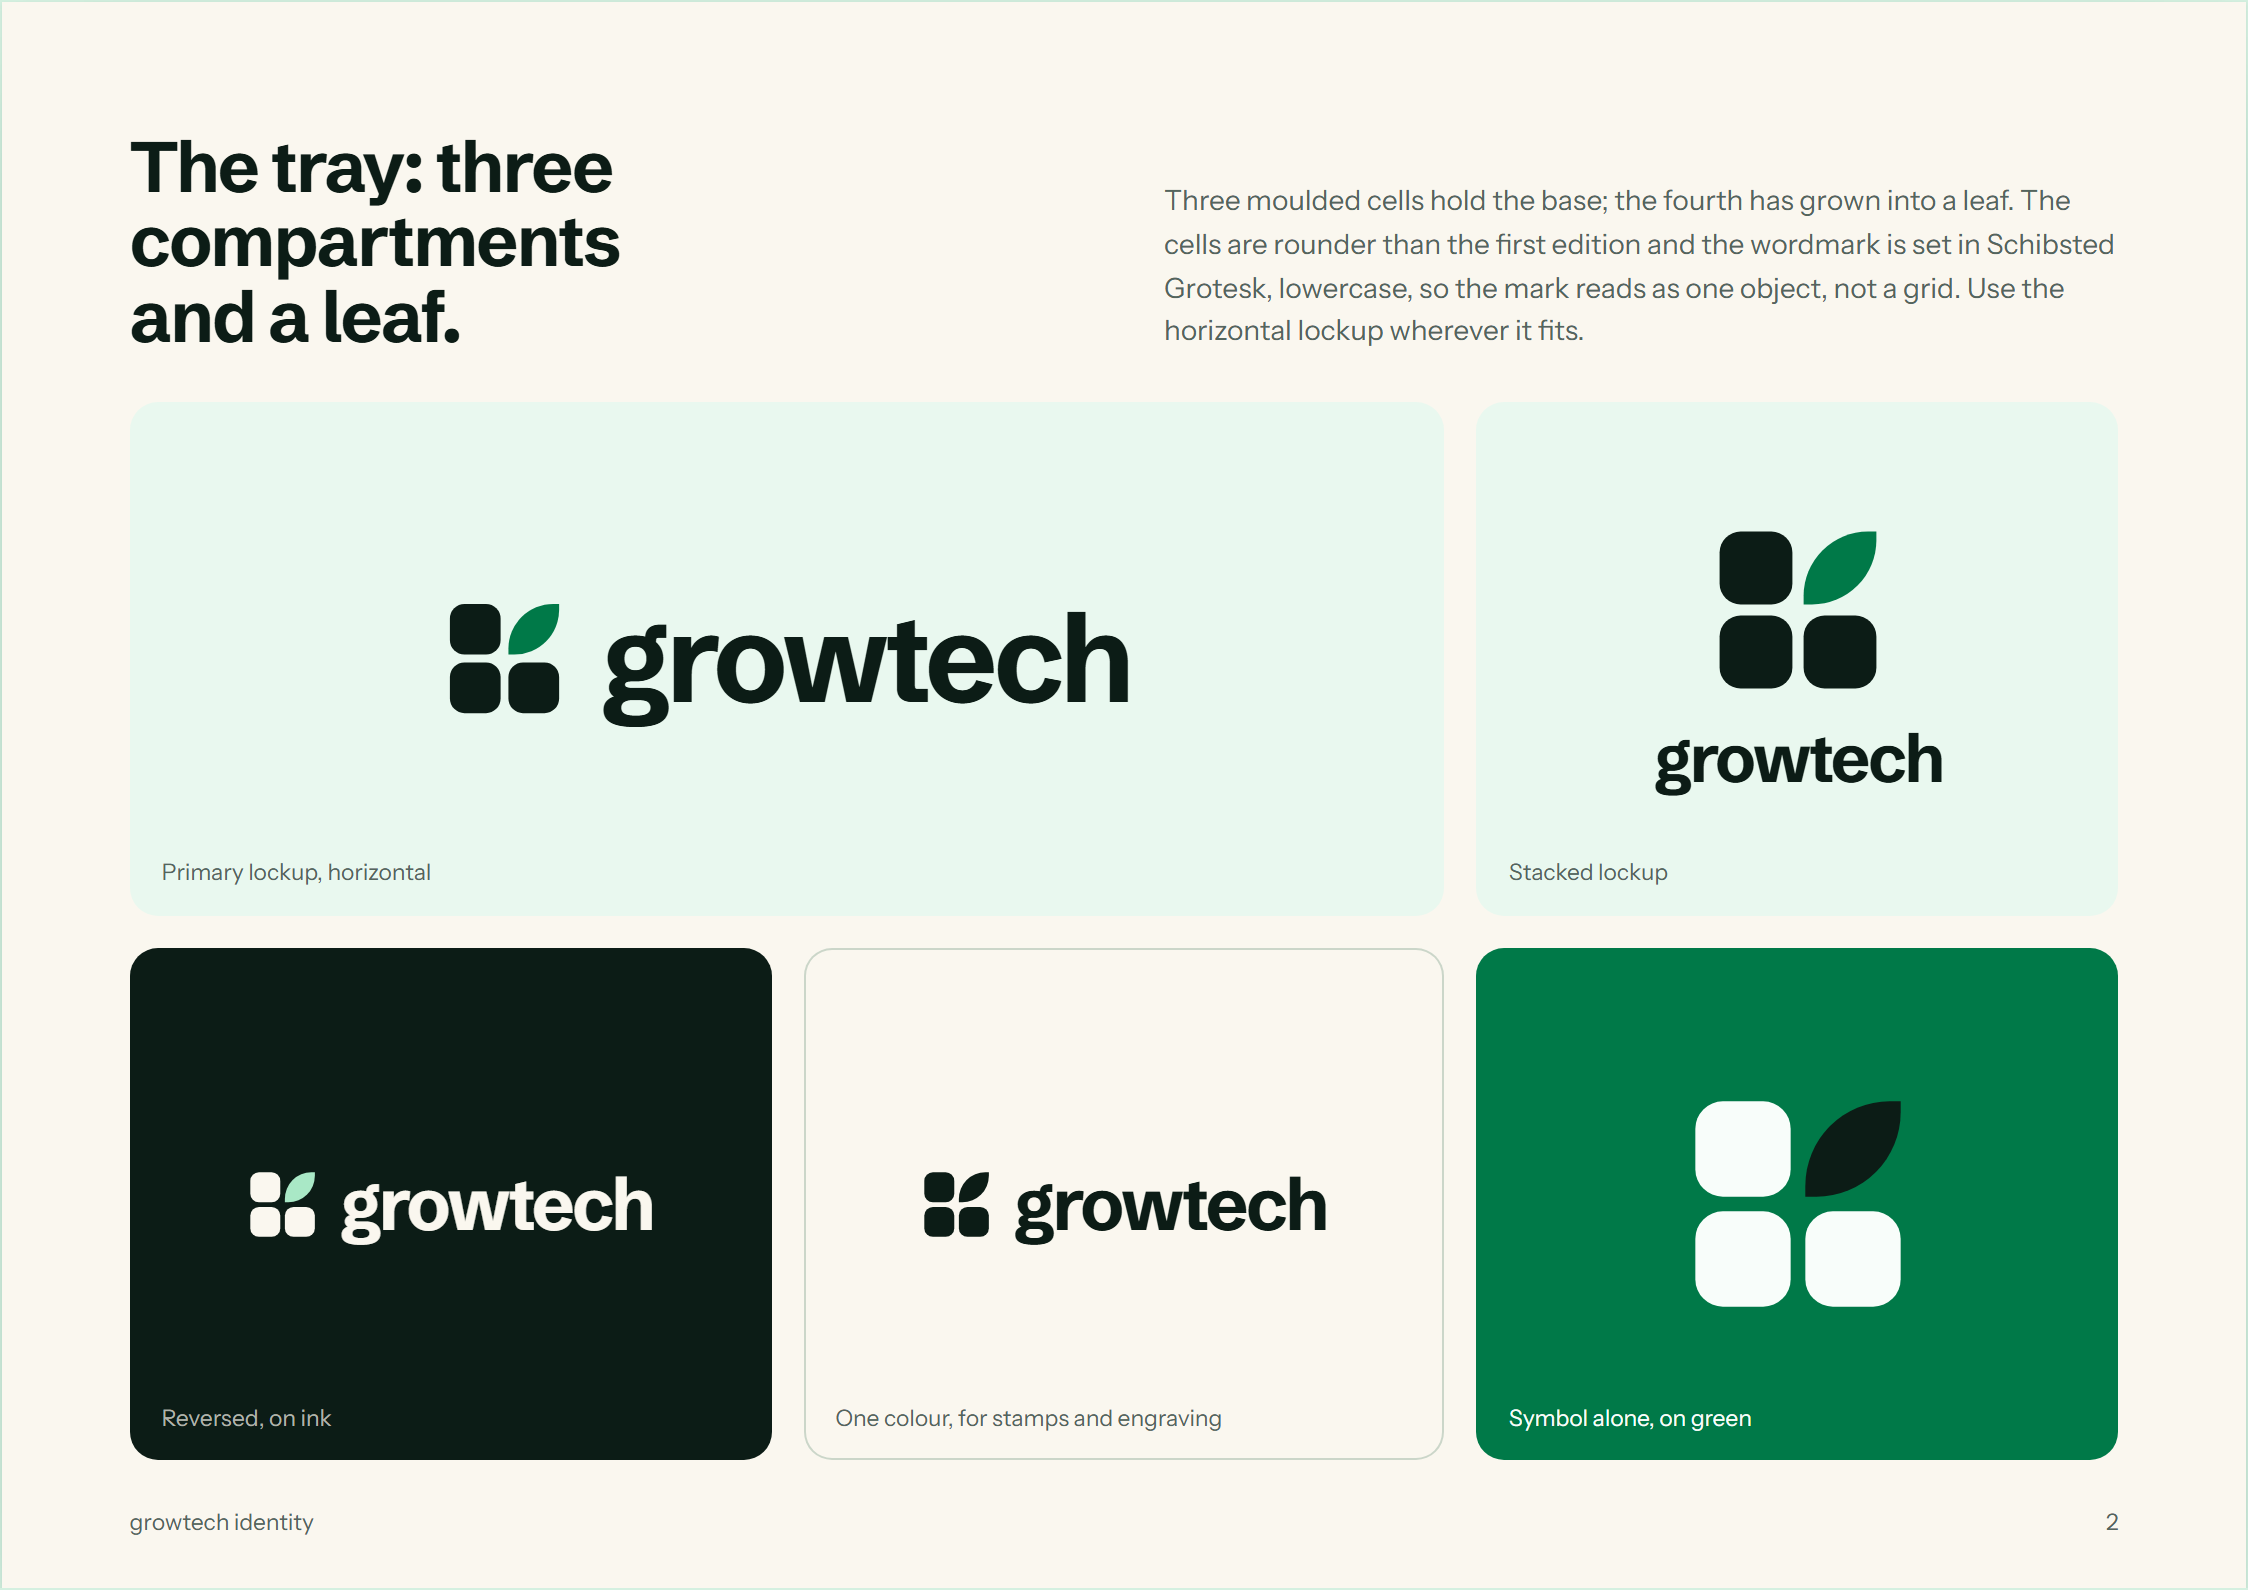 The tray: three
compartments
and a leaf.
Three moulded cells hold the base; the fourth has grown into a leaf. The
cells are rounder than the first edition and the wordmark is set in Schibsted
Grotesk, lowercase, so the mark reads as one object, not a grid. Use the
horizontal lockup wherever it fits.
growtech
Primary lockup, horizontal
growtech
Stacked lockup
growtech
Reversed, on ink
growtech
One colour, for stamps and engraving
Symbol alone, on green
growtech identity
2